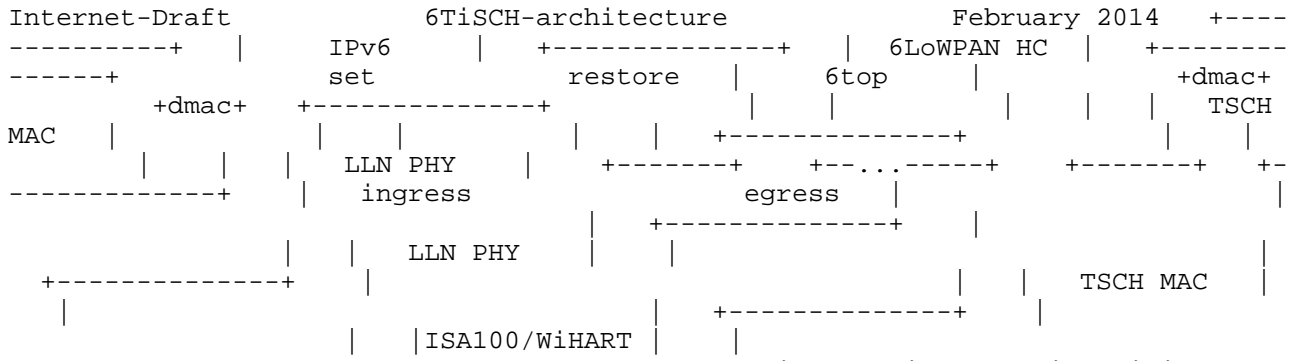 Internet-Draft             6TiSCH-architecture             February 2014   +----
----------+   |      IPv6      |   +--------------+   | 6LoWPAN HC |   +--------
------+             set            restore   |     6top     |            +dmac+
         +dmac+   +--------------+            |    |          |    |   |   TSCH
MAC   |            |    |          |    |   +--------------+            |    |
        |    |   |   LLN PHY    |    +-------+    +--...-----+    +-------+   +-
-------------+    |   ingress                egress   |                       |
                                   |   +--------------+   |
                |   |   LLN PHY    |   |                                   |
  +--------------+    |                                   |   |   TSCH MAC   |
   |                                   |   +--------------+    |
                    |   |ISA100/WiHART |   |
                                              |       |       |     | |